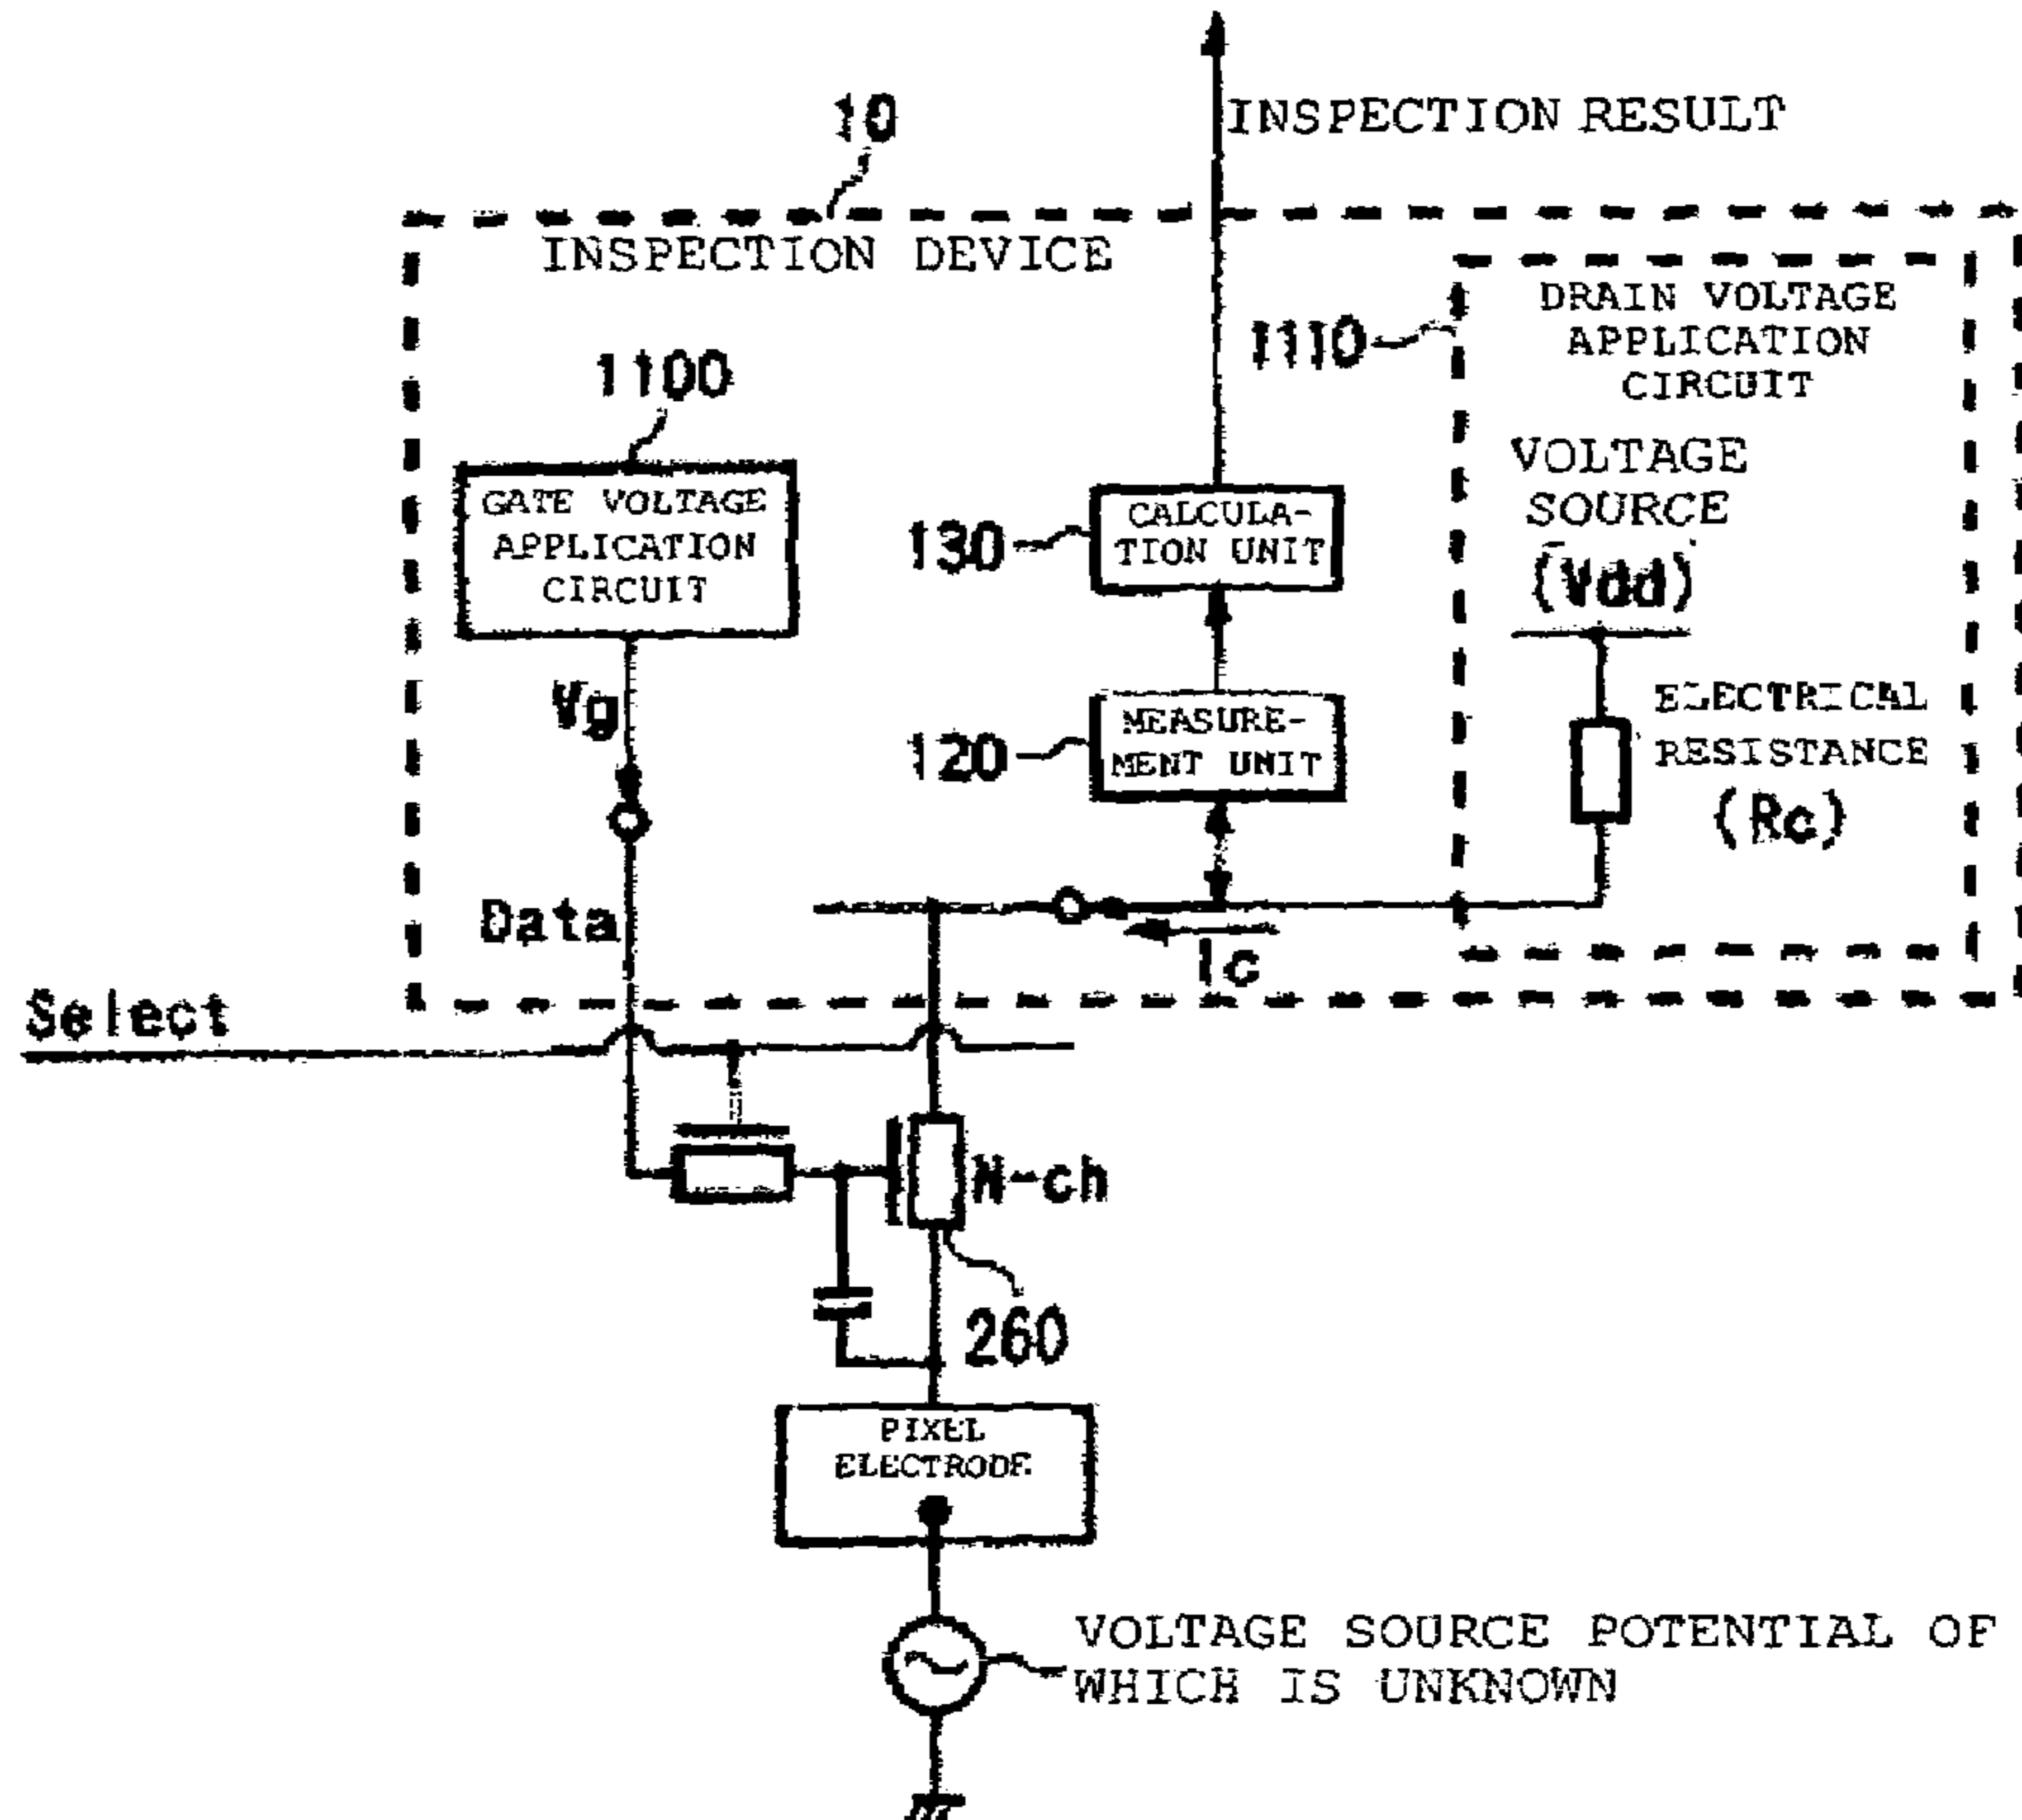 INSPECTION RESULT
10
INSPECTION DEVICE
1110
DRAIN VOLTAGE
APPLICATION
CIRCUIT
1100
GATE VOLTAGE
APPLICATION
CIRCUIT
VOLTAGE
SOURCE
(Vdd)
130
CALCULA-
TION UNIT
Vg
ELECTRICAL
RESISTANCE
(Rc)
120
MEASURE-
MENT UNIT
Data
Ic
Select
N-ch
260
PIXEL
ELECTRODE
VOLTAGE SOURCE POTENTIAL OF
WHICH IS UNKNOWN